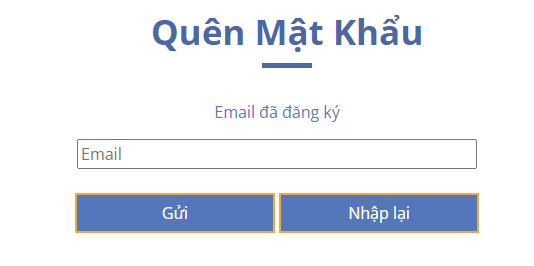 Quên Mật Khẩu
Email đã đăng ký
Email
Gửi Nhập lại